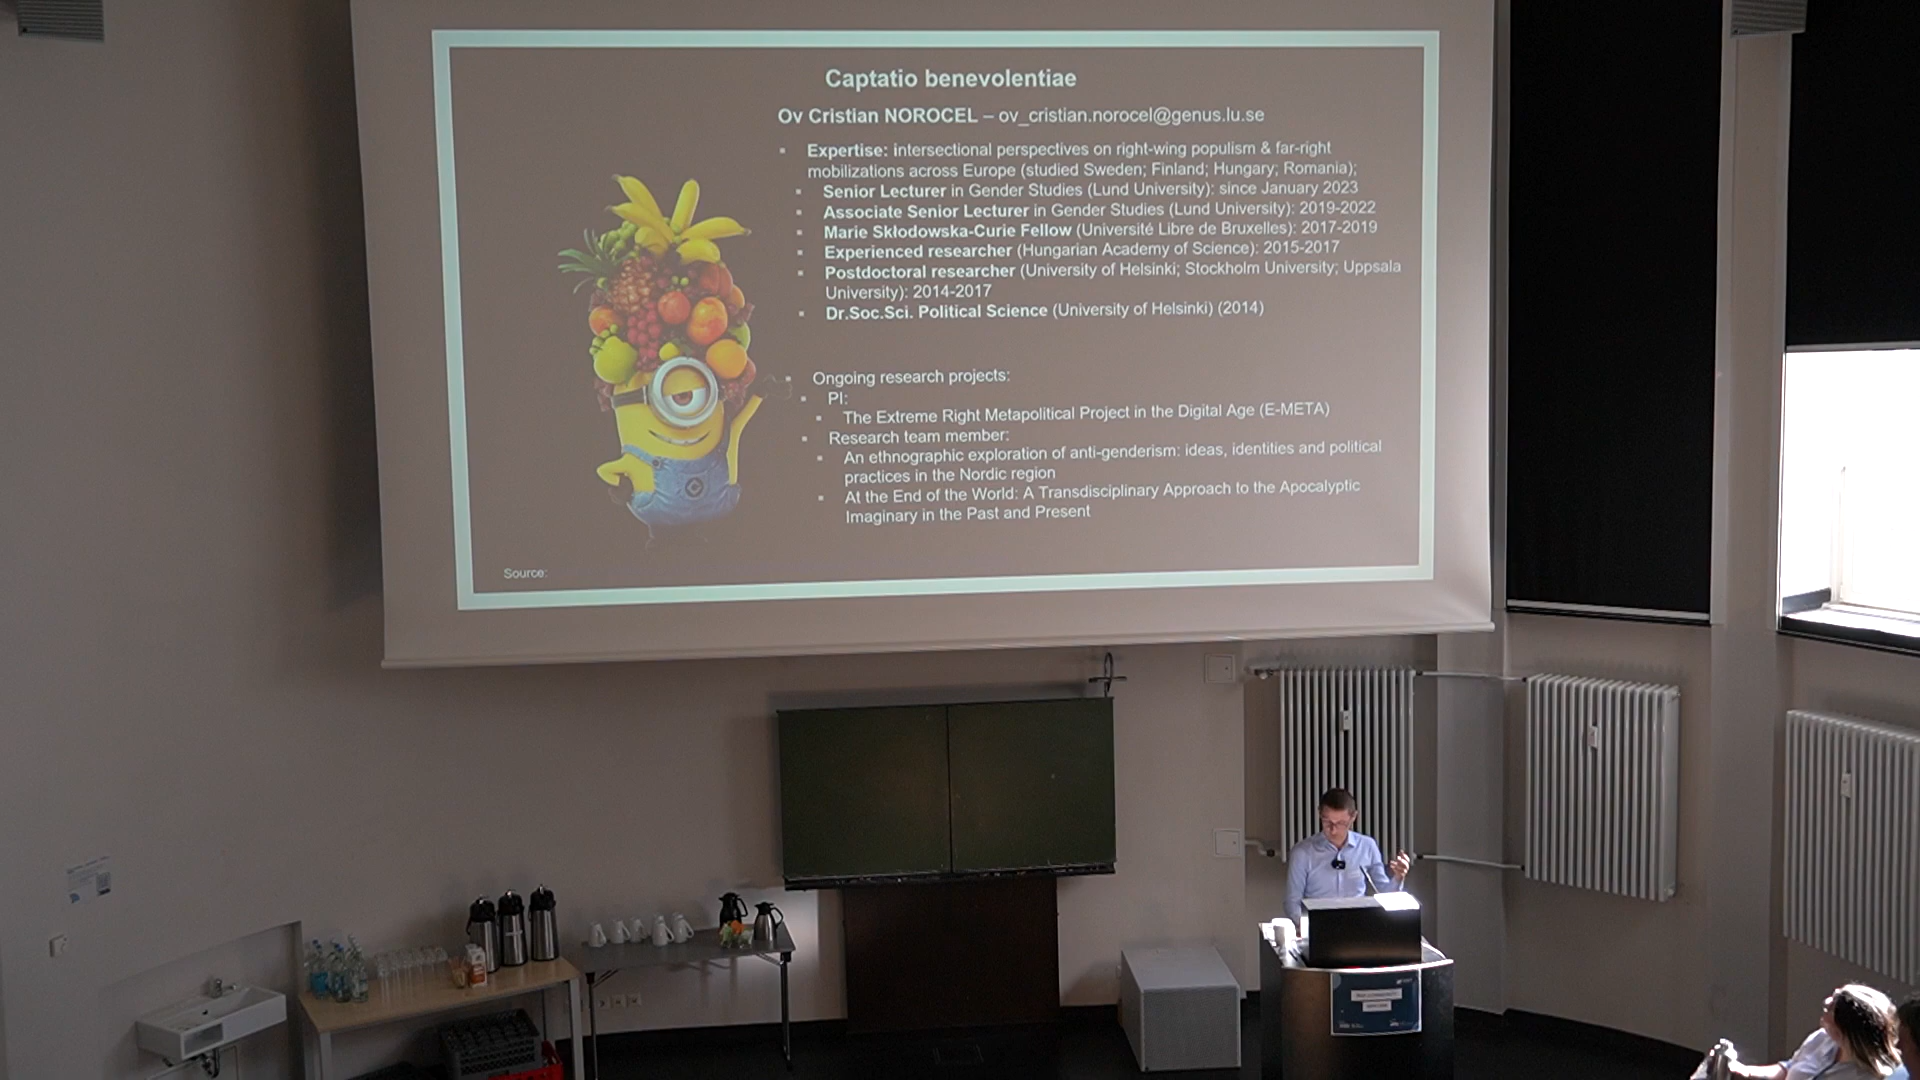 Captatio benevolentiae
Ov Cristian NOROCEL – ov_cristian.norocel@genus.lu.se
▪ Expertise: intersectional perspectives on right-wing populism & far-right
mobilizations across Europe (studied Sweden; Finland; Hungary; Romania);
▪ Senior Lecturer in Gender Studies (Lund University): since January 2023
▪ Associate Senior Lecturer in Gender Studies (Lund University): 2019-2022
▪ Marie Skłodowska-Curie Fellow (Université Libre de Bruxelles): 2017-2019
▪ Experienced researcher (Hungarian Academy of Science): 2015-2017
▪ Postdoctoral researcher (University of Helsinki; Stockholm University; Uppsala
University): 2014-2017
▪ Dr.Soc.Sci. Political Science (University of Helsinki) (2014)
▪ Ongoing research projects:
▪ PI:
▪ The Extreme Right Metapolitical Project in the Digital Age (E-META)
▪ Research team member:
▪ An ethnographic exploration of anti-genderism: ideas, identities and political
practices in the Nordic region
▪ At the End of the World: A Transdisciplinary Approach to the Apocalyptic
Imaginary in the Past and Present
Source: